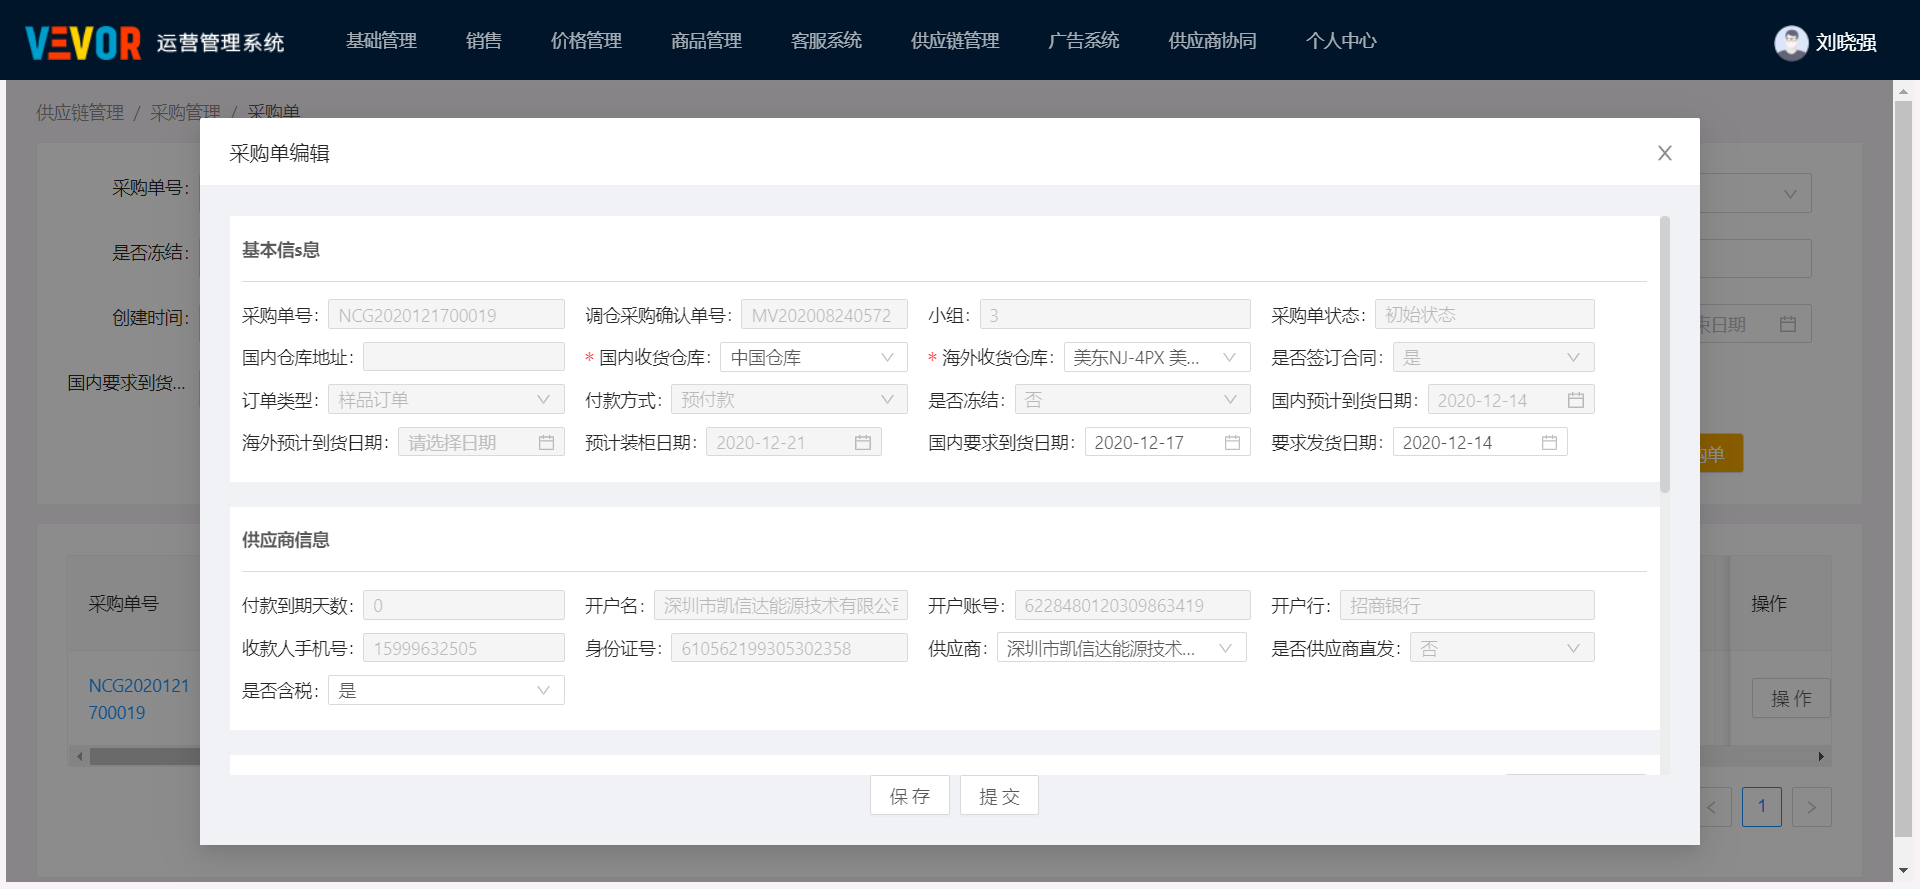 VEVOR 运营管理系统 基础管理 销售 价格管理 商品管理 客服系统 供应链管理 广告系统 供应商协同 个人中心 刘晓强
供应链管理 / 采购管理 / 采购单
采购单编辑
采购单号:
是否冻结:
创建时间:
束日期
国内要求到货...
购单
基本信s息
采购单号: NCG2020121700019 调仓采购确认单号: MV202008240572 小组: 3 采购单状态: 初始状态
国内仓库地址: * 国内收货仓库: 中国仓库 * 海外收货仓库: 美东NJ-4PX 美... 是否签订合同: 是
订单类型: 样品订单 付款方式: 预付款 是否冻结: 否 国内预计到货日期: 2020-12-14
海外预计到货日期: 请选择日期 预计装柜日期: 2020-12-21 国内要求到货日期: 2020-12-17 要求发货日期: 2020-12-14
供应商信息
付款到期天数: 0 开户名: 深圳市凯信达能源技术有限公司 开户账号: 6228480120309863419 开户行: 招商银行
收款人手机号: 15999632505 身份证号: 610562199305302358 供应商: 深圳市凯信达能源技术... 是否供应商直发: 否
是否含税: 是
采购单号 操作
NCG2020121
700019
操 作
保 存 提 交
< 1 >